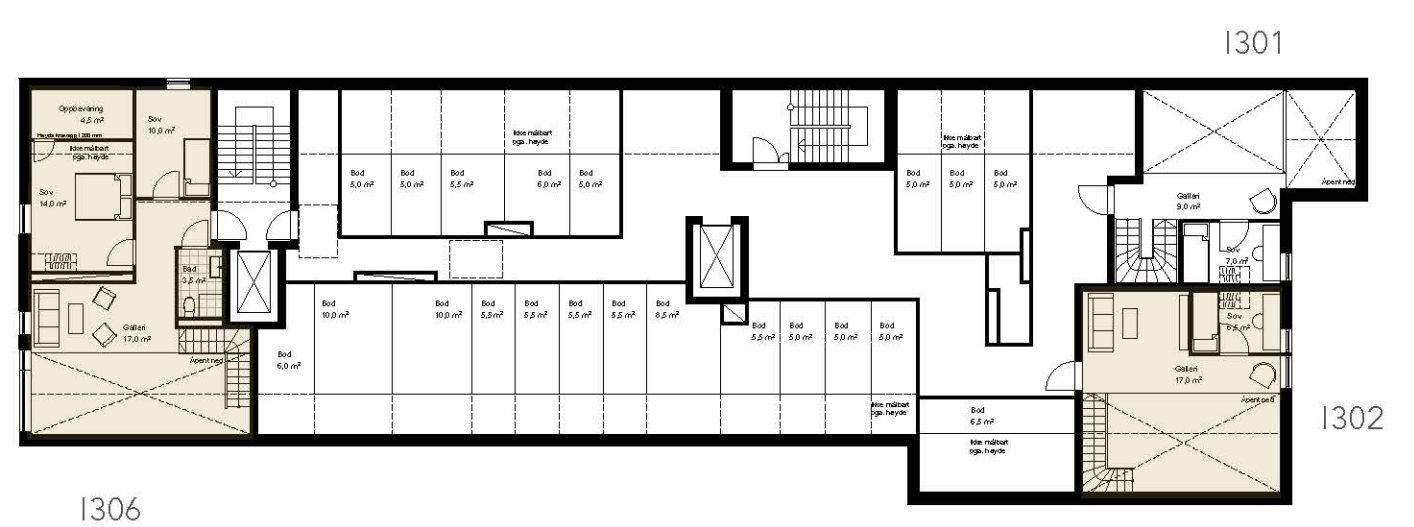 I301
Oppbevaring
4,5 m²
Høyde knevegg 1200 mm
Ikke målbart
pga. høyde
Sov
10,0 m²
Sov
14,0 m²
Bad
3,5 m²
Galleri
17,0 m²
Åpent ned
Bod
5,0 m²
Bod
5,0 m²
Bod
5,5 m²
Bod
6,0 m²
Bod
5,0 m²
Ikke målbart
pga. høyde
Bod
5,0 m²
Bod
5,0 m²
Bod
5,0 m²
Ikke målbart
pga. høyde
Galleri
9,0 m²
Åpent ned
Sov
7,0 m²
Bod
6,0 m²
Bod
10,0 m²
Bod
10,0 m²
Bod
5,5 m²
Bod
5,5 m²
Bod
5,5 m²
Bod
5,5 m²
Bod
8,5 m²
Bod
5,5 m²
Bod
5,0 m²
Bod
5,0 m²
Bod
5,0 m²
Ikke målbart
pga. høyde
Bod
6,5 m²
Ikke målbart
pga. høyde
Sov
6,5 m²
Galleri
17,0 m²
Åpent ned
I302
I306